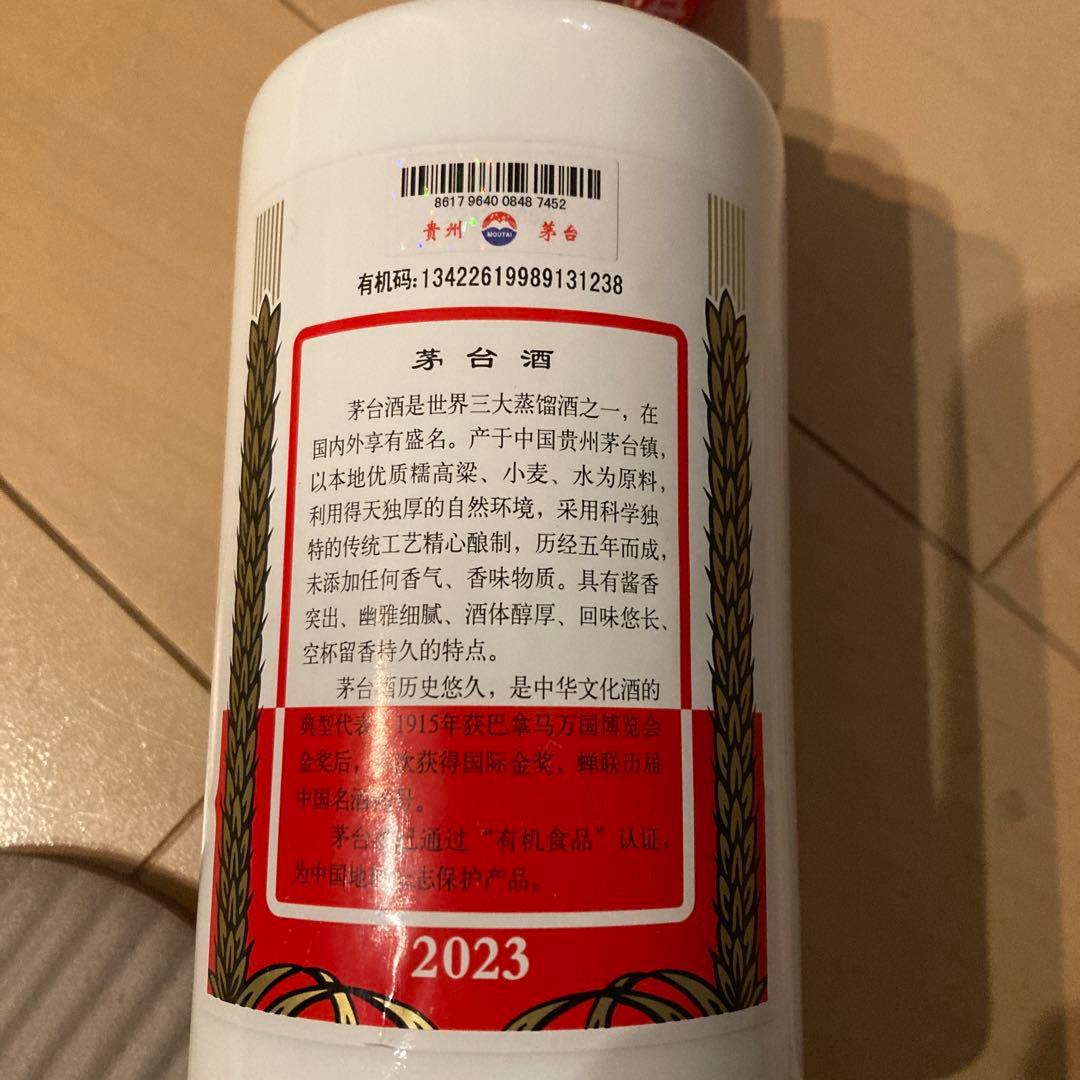 8617 9640 0848 7452
贵州 MOUTAI 茅台
有机码:13422619989131238
茅台酒
茅台酒是世界三大蒸馏酒之一，在
国内外享有盛名。产于中国贵州茅台镇，
以本地优质糯高粱、小麦、水为原料，
利用得天独厚的自然环境，采用科学独
特的传统工艺精心酿制，历经五年而成，
未添加任何香气、香味物质。具有酱香
突出、幽雅细腻、酒体醇厚、回味悠长、
空杯留香持久的特点。
茅台酒历史悠久，是中华文化酒的
典型代表。1915年获巴拿马万国博览会
金奖后，次获得国际金奖，蝉联历届
中国名酒称号。
茅台酒已通过“有机食品”认证，
为中国地理标志保护产品。
2023